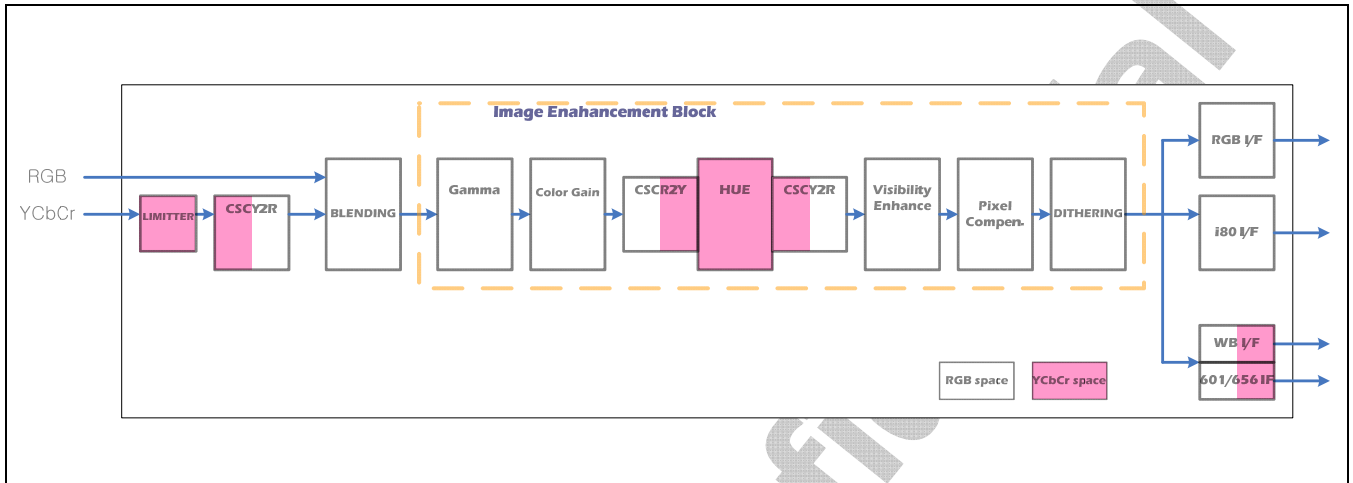 Image Enahancement Block
RGB
YCbCr
LIMITTER
CSCY2R
BLENDING
Gamma
Color Gain
CSCR2Y
HUE
CSCY2R
Visibility
Enhance
Pixel
Compen.
DITHERING
RGB I/F
i80 I/F
WB I/F
601/656 IF
RGB space
YCbCr space